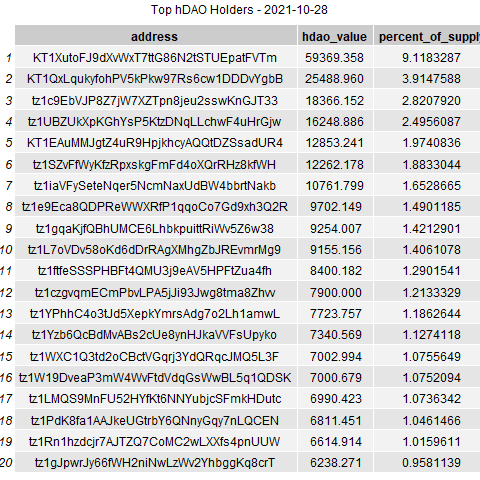 Top hDAO Holders - 2021-10-28
address hdao_value percent_of_supply
1 KT1XutoFJ9dXvWxT7ttG86N2tSTUEpatFVTm 59369.358 9.1183287
2 KT1QxLqukyfohPV5kPkw97Rs6cw1DDDvYgbB 25488.960 3.9147588
3 tz1c9EbVJP8Z7jW7XZTpn8jeu2sswKnGJT33 18366.152 2.8207920
4 tz1UBZUkXpKGhYsP5KtzDNqLLchwF4uHrGjw 16248.886 2.4956087
5 KT1EAuMMJgtZ4uR9HpjkhcyAQQtDZSsadUR4 12853.241 1.9740836
6 tz1SZvFfWyKfzRpxskgFmFd4oXQrRHz8kfWH 12262.178 1.8833044
7 tz1iaVFySeteNqer5NcmNaxUdBW4bbrtNakb 10761.799 1.6528665
8 tz1e9Eca8QDPReWWXRfP1qqoCo7Gd9xh3Q2R 9702.149 1.4901185
9 tz1gqaKjfQBhUMCE6LhbkpuittRiWv5Z6w38 9254.007 1.4212901
10 tz1L7oVDv58oKd6dDrRAgXMhgZbJREvmrMg9 9155.156 1.4061078
11 tz1ftfeSSSPHBFt4QMU3j9eAV5HPFtZua4fh 8400.182 1.2901541
12 tz1czgvqmECmPbvLPA5jJi93Jwg8tma8Zhvv 7900.000 1.2133329
13 tz1YPhhC4o3tJd5XepkYmrsAdg7o2Lh1amwL 7723.757 1.1862644
14 tz1Yzb6QcBdMvABs2cUe8ynHJkaVVFsUpyko 7340.569 1.1274118
15 tz1WXC1Q3td2oCBctVGqrj3YdQRqcJMQ5L3F 7002.994 1.0755649
16 tz1W19DveaP3mW4WvFtdVdqGsWwBL5q1QDSK 7000.679 1.0752094
17 tz1LMQS9MnFU52HYfKt6NNYubjcSFmkHDutc 6990.423 1.0736342
18 tz1PdK8fa1AAJkeUGtrbY6QNnyGqy7nLQCEN 6811.451 1.0461466
19 tz1Rn1hzdcjr7AJTZQ7CoMC2wLXXfs4pnUUW 6614.914 1.0159611
20 tz1gJpwrJy66fWH2niNwLzWv2YhbggKq8crT 6238.271 0.9581139